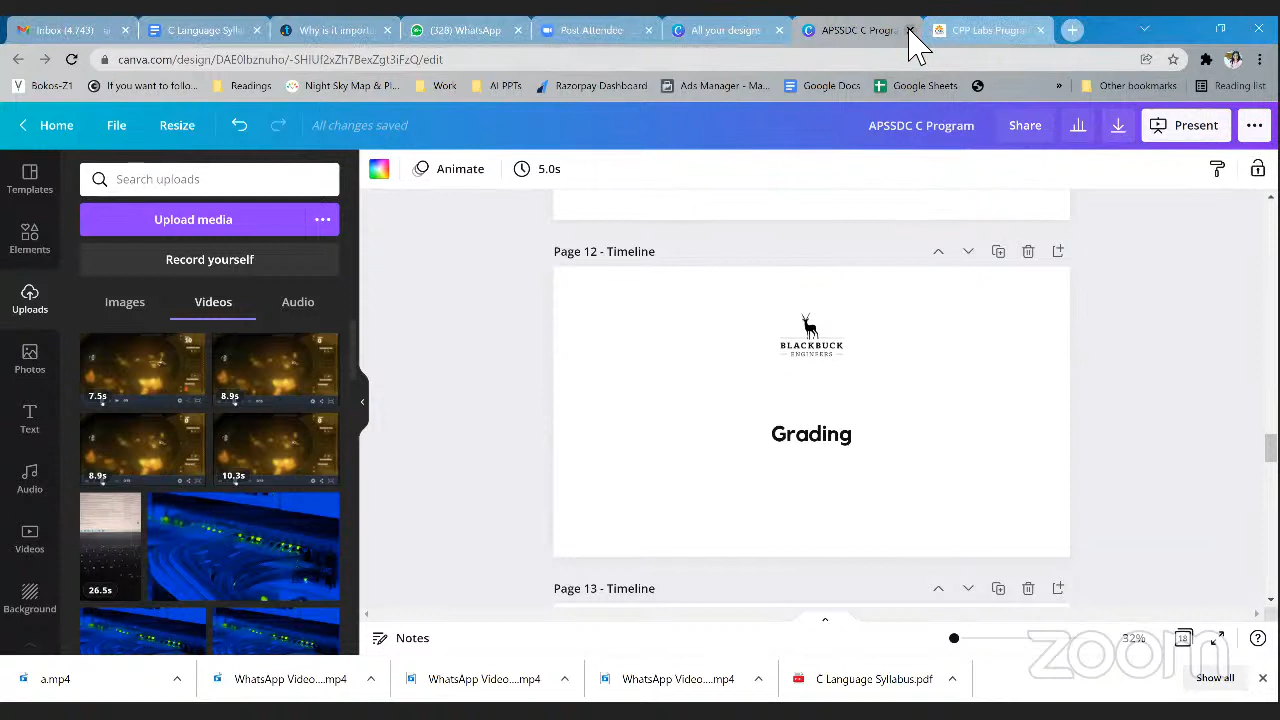 Inbox (4,743)
C Language Sylla
Why is it import
(328) WhatsApp
Post Attendee
All your designs
APSSDC C Progr
CPP Labs Progra
canva.com/design/DAE0lbznuho/-SHIUf2xZh7BexZgt3iFzQ/edit
Bokos-Z1
If you want to follo...
Readings
Night Sky Map & Pl...
Work
AI PPTs
Razorpay Dashboard
Ads Manager - Ma...
Google Docs
Google Sheets
»
Other bookmarks
Reading list
Home
File
Resize
All changes saved
APSSDC C Program
Share
Present
Templates
Elements
Uploads
Photos
Text
Audio
Videos
Background
Search uploads
Upload media
Record yourself
Images
Videos
Audio
7.5s
8.9s
8.9s
10.3s
26.5s
Animate
5.0s
Page 12 - Timeline
BLACKBUCK
ENGINEERS
Grading
Page 13 - Timeline
Notes
32%
18
zoom
a.mp4
WhatsApp Video....mp4
WhatsApp Video....mp4
WhatsApp Video....mp4
C Language Syllabus.pdf
Show all